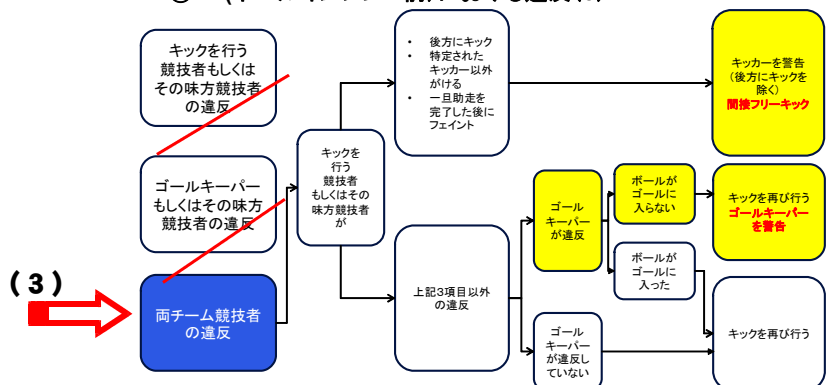 キックを行う
競技者もしくは
その味方競技者
の違反
ゴールキーパー
もしくはその味方
競技者の違反
(3)
両チーム競技者
の違反
キックを
行う
競技者
もしくはその
味方競技者
が
• 後方にキック
• 特定された
キッカー以外
がける
• 一旦助走を
完了した後に
フェイント
上記3項目以外
の違反
ゴール
キーパー
が違反
ゴール
キーパー
が違反し
ていない
ボールが
ゴールに
入らない
ボールが
ゴールに
入った
キッカーを警告
(後方にキックを
除く)
間接フリーキック
キックを再び行う
ゴールキーパー
を警告
キックを再び行う